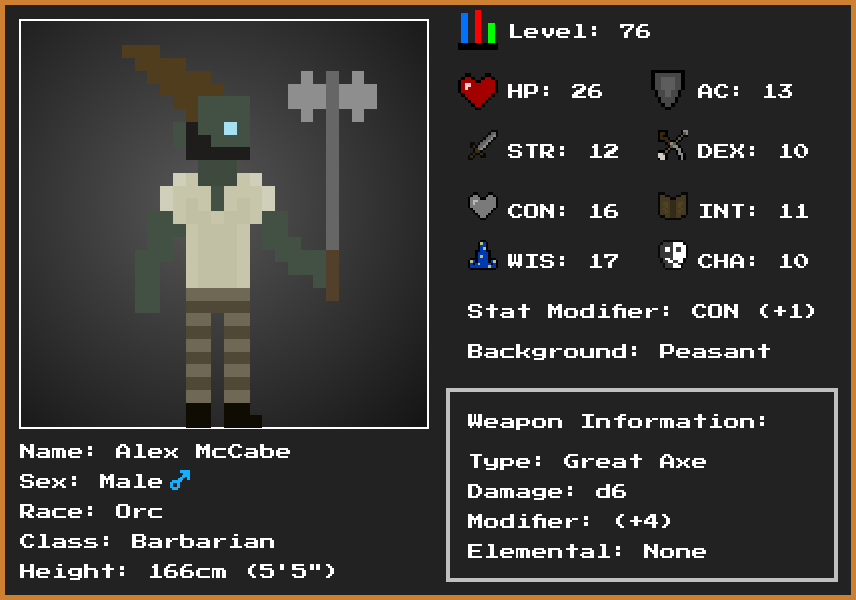 Level: 76
HP: 26 AC: 13
STR: 12 DEX: 10
CON: 16 INT: 11
WIS: 17 CHA: 10
Stat Modifier: CON (+1)
Background: Peasant
Weapon Information:
Type: Great Axe
Damage: d6
Modifier: (+4)
Elemental: None
Name: Alex McCabe
Sex: Male ♂
Race: Orc
Class: Barbarian
Height: 166cm (5'5")